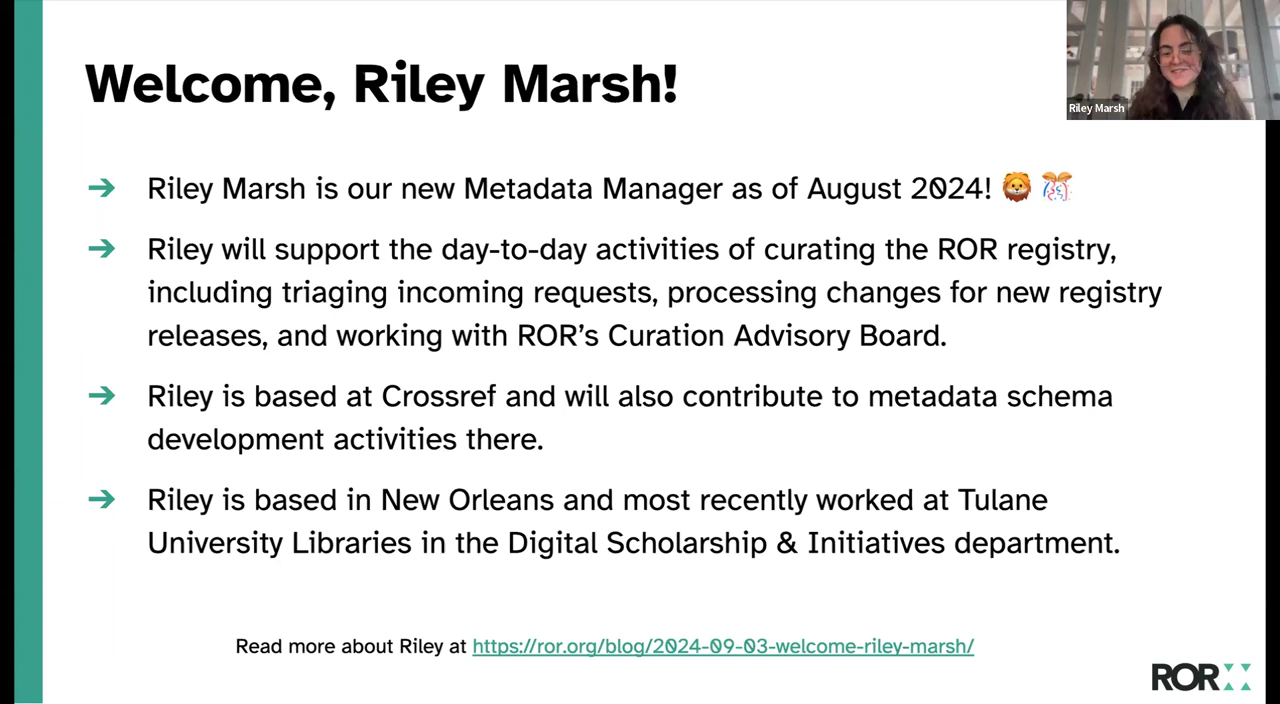 Welcome, Riley Marsh!
Riley Marsh
➔ Riley Marsh is our new Metadata Manager as of August 2024! 🦁 🎊
➔ Riley will support the day-to-day activities of curating the ROR registry,
including triaging incoming requests, processing changes for new registry
releases, and working with ROR’s Curation Advisory Board.
➔ Riley is based at Crossref and will also contribute to metadata schema
development activities there.
➔ Riley is based in New Orleans and most recently worked at Tulane
University Libraries in the Digital Scholarship & Initiatives department.
Read more about Riley at https://ror.org/blog/2024-09-03-welcome-riley-marsh/
ROR